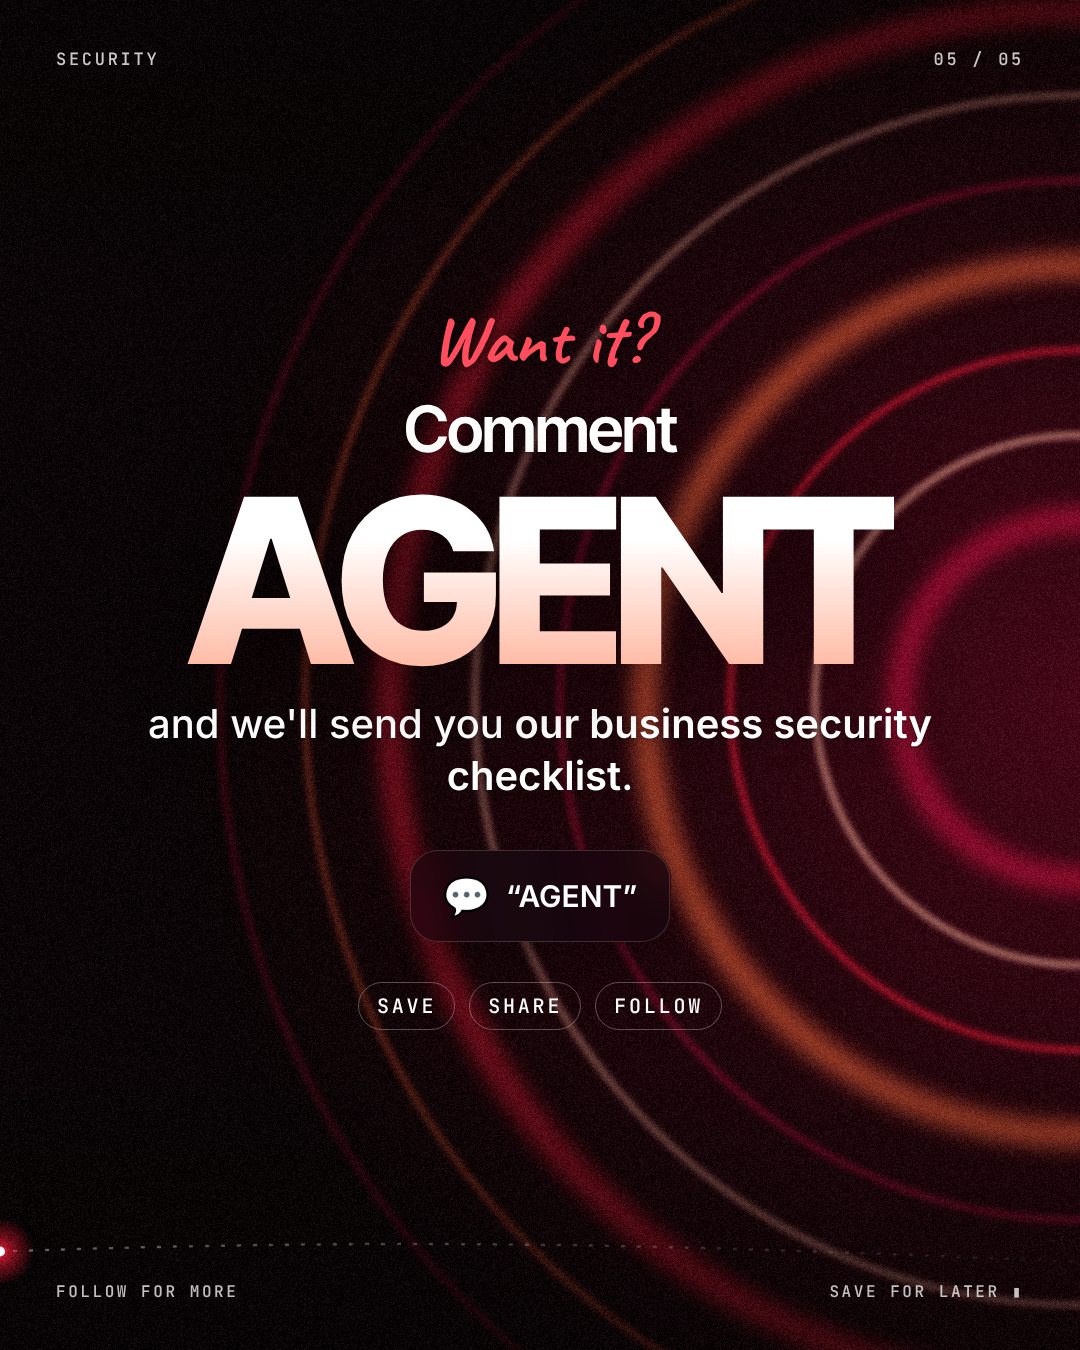 SECURITY
05 / 05
Want it?
Comment
AGENT
and we'll send you our business security
checklist.
💬 “AGENT”
SAVE SHARE FOLLOW
FOLLOW FOR MORE
SAVE FOR LATER ▮